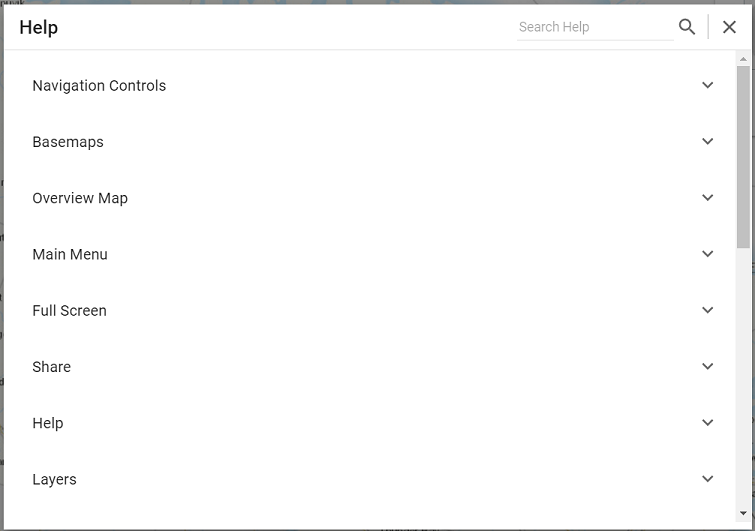 Help
Search Help
Navigation Controls
Basemaps
Overview Map
Main Menu
Full Screen
Share
Help
Layers